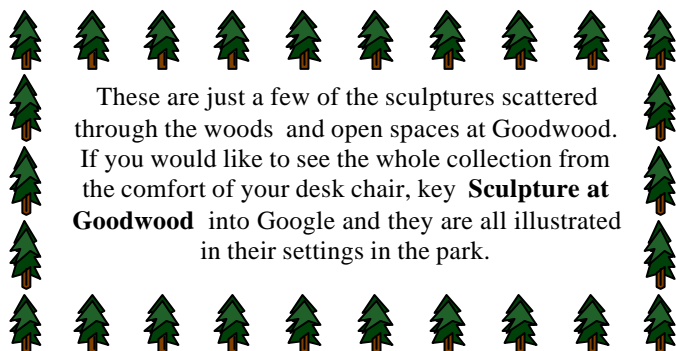 These are just a few of the sculptures scattered
through the woods and open spaces at Goodwood.
If you would like to see the whole collection from
the comfort of your desk chair, key Sculpture at
Goodwood into Google and they are all illustrated
in their settings in the park.